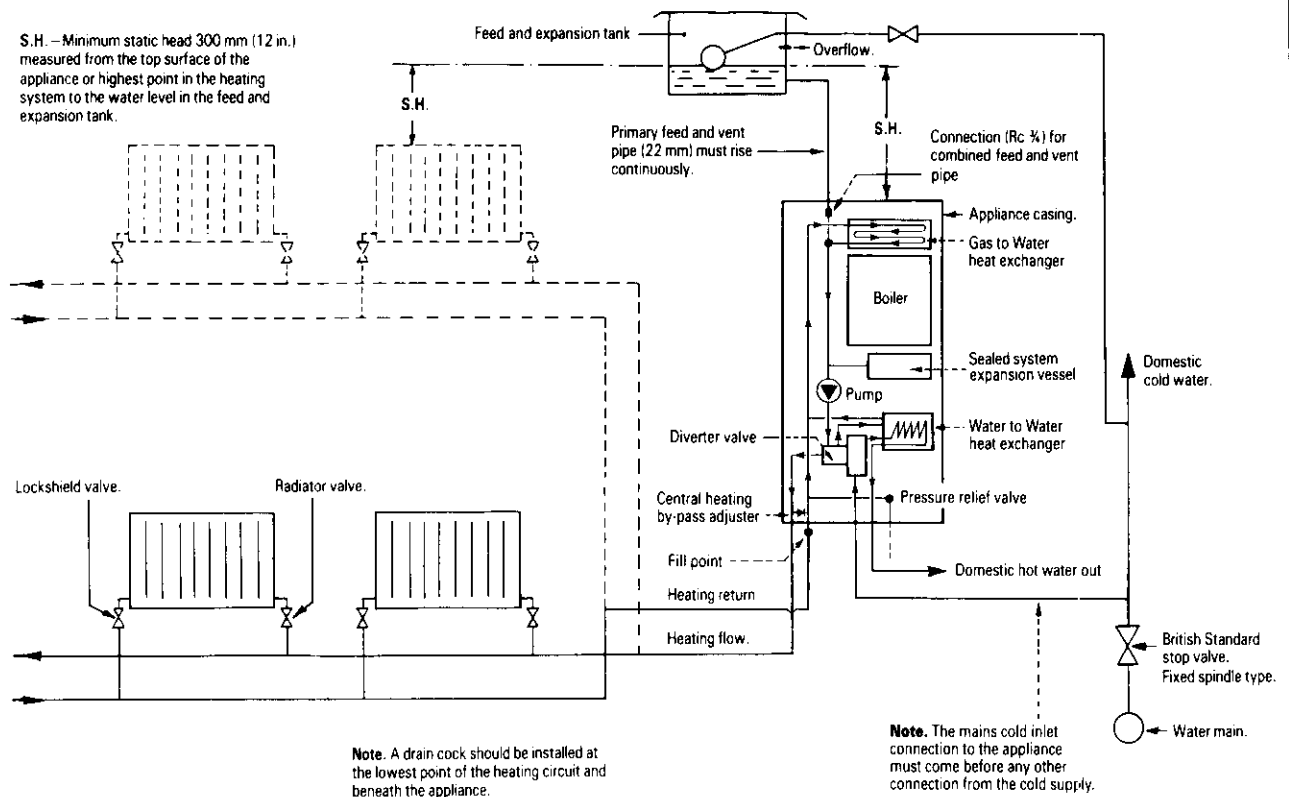 S.H. – Minimum static head 300 mm (12 in.)
measured from the top surface of the
appliance or highest point in the heating
system to the water level in the feed and
expansion tank.
Feed and expansion tank
Overflow.
S.H.
S.H.
Primary feed and vent
pipe (22 mm) must rise
continuously.
Connection (Rc ¾) for
combined feed and vent
pipe
Appliance casing.
Gas to Water
heat exchanger
Boiler
Sealed system
expansion vessel
Domestic
cold water.
Pump
Diverter valve
Water to Water
heat exchanger
Lockshield valve.
Radiator valve.
Central heating
by-pass adjuster
Pressure relief valve
Fill point
Domestic hot water out
Heating return
Heating flow.
British Standard
stop valve.
Fixed spindle type.
Water main.
Note. A drain cock should be installed at
the lowest point of the heating circuit and
beneath the appliance.
Note. The mains cold inlet
connection to the appliance
must come before any other
connection from the cold supply.